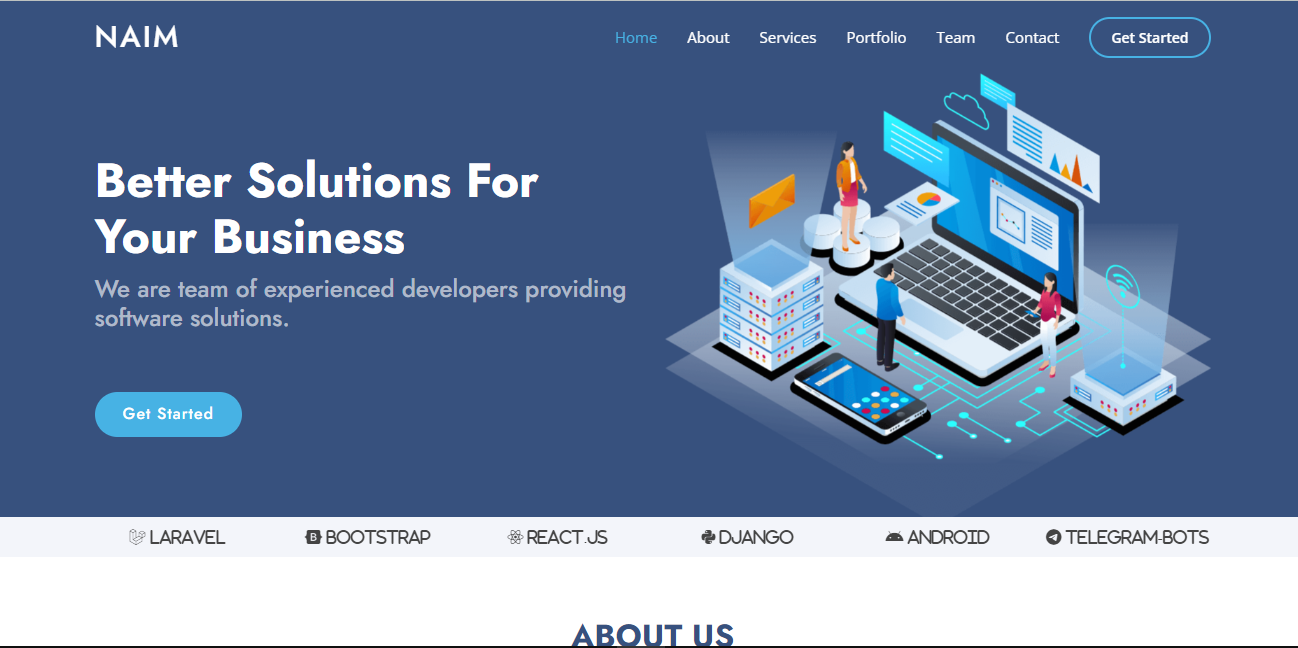 NAIM
Home
About
Services
Portfolio
Team
Contact
Get Started
Better Solutions For
Your Business
We are team of experienced developers providing
software solutions.
Get Started
LARAVEL
B BOOTSTRAP
REACT.JS
DJANGO
ANDROID
TELEGRAM-BOTS
ABOUT US